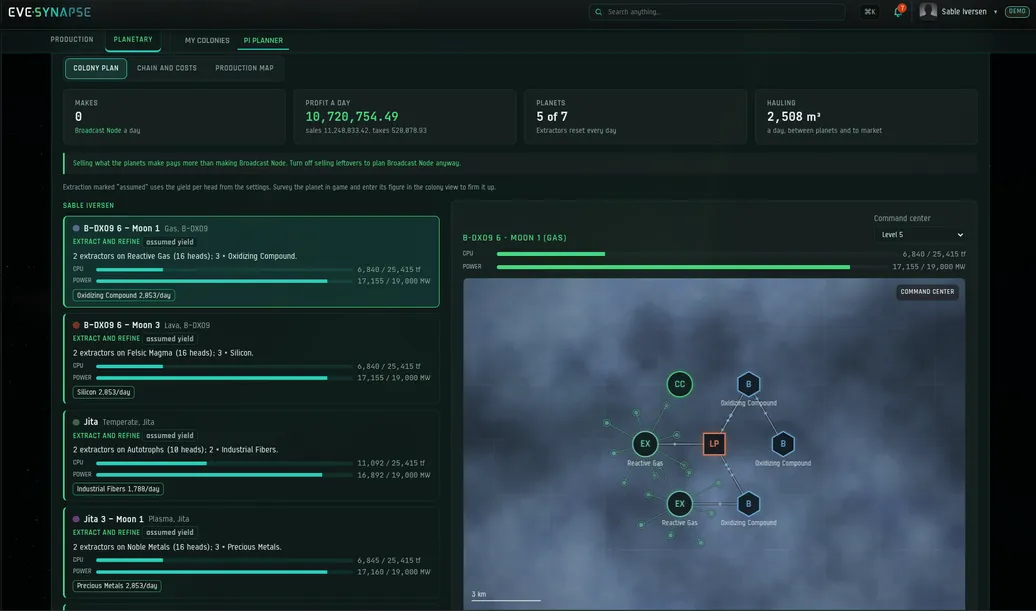 EVE·SYNAPSE
Search anything...
⌘K
7
Sable Iversen
DEMO
PRODUCTION
PLANETARY
MY COLONIES
PI PLANNER
COLONY PLAN
CHAIN AND COSTS
PRODUCTION MAP
MAKES
0
Broadcast Node a day
PROFIT A DAY
10,720,754.49
sales 11,248,833.42, taxes 528,078.93
PLANETS
5 of 7
Extractors reset every day
HAULING
2,508 m³
a day, between planets and to market
Selling what the planets make pays more than making Broadcast Node. Turn off selling leftovers to plan Broadcast Node anyway.
Extraction marked "assumed" uses the yield per head from the settings. Survey the planet in game and enter its figure in the colony view to firm it up.
SABLE IVERSEN
B-DX09 6 - Moon 1 Gas, B-DX09
EXTRACT AND REFINE assumed yield
2 extractors on Reactive Gas (16 heads); 3 × Oxidizing Compound.
CPU 6,840 / 25,415 tf
POWER 17,155 / 19,000 MW
Oxidizing Compound 2,853/day
B-DX09 6 - Moon 3 Lava, B-DX09
EXTRACT AND REFINE assumed yield
2 extractors on Felsic Magma (16 heads); 3 × Silicon.
CPU 6,840 / 25,415 tf
POWER 17,155 / 19,000 MW
Silicon 2,853/day
Jita Temperate, Jita
EXTRACT AND REFINE assumed yield
2 extractors on Autotrophs (10 heads); 2 × Industrial Fibers.
CPU 11,092 / 25,415 tf
POWER 16,892 / 19,000 MW
Industrial Fibers 1,788/day
Jita 3 - Moon 1 Plasma, Jita
EXTRACT AND REFINE assumed yield
2 extractors on Noble Metals (16 heads); 3 × Precious Metals.
CPU 6,845 / 25,415 tf
POWER 17,160 / 19,000 MW
Precious Metals 2,853/day
Command center
B-DX09 6 - MOON 1 (GAS)
Level 5
CPU 6,840 / 25,415 tf
POWER 17,155 / 19,000 MW
COMMAND CENTER
CC
B
Oxidizing Compound
EX
Reactive Gas
LP
B
Oxidizing Compound
EX
Reactive Gas
B
Oxidizing Compound
3 km